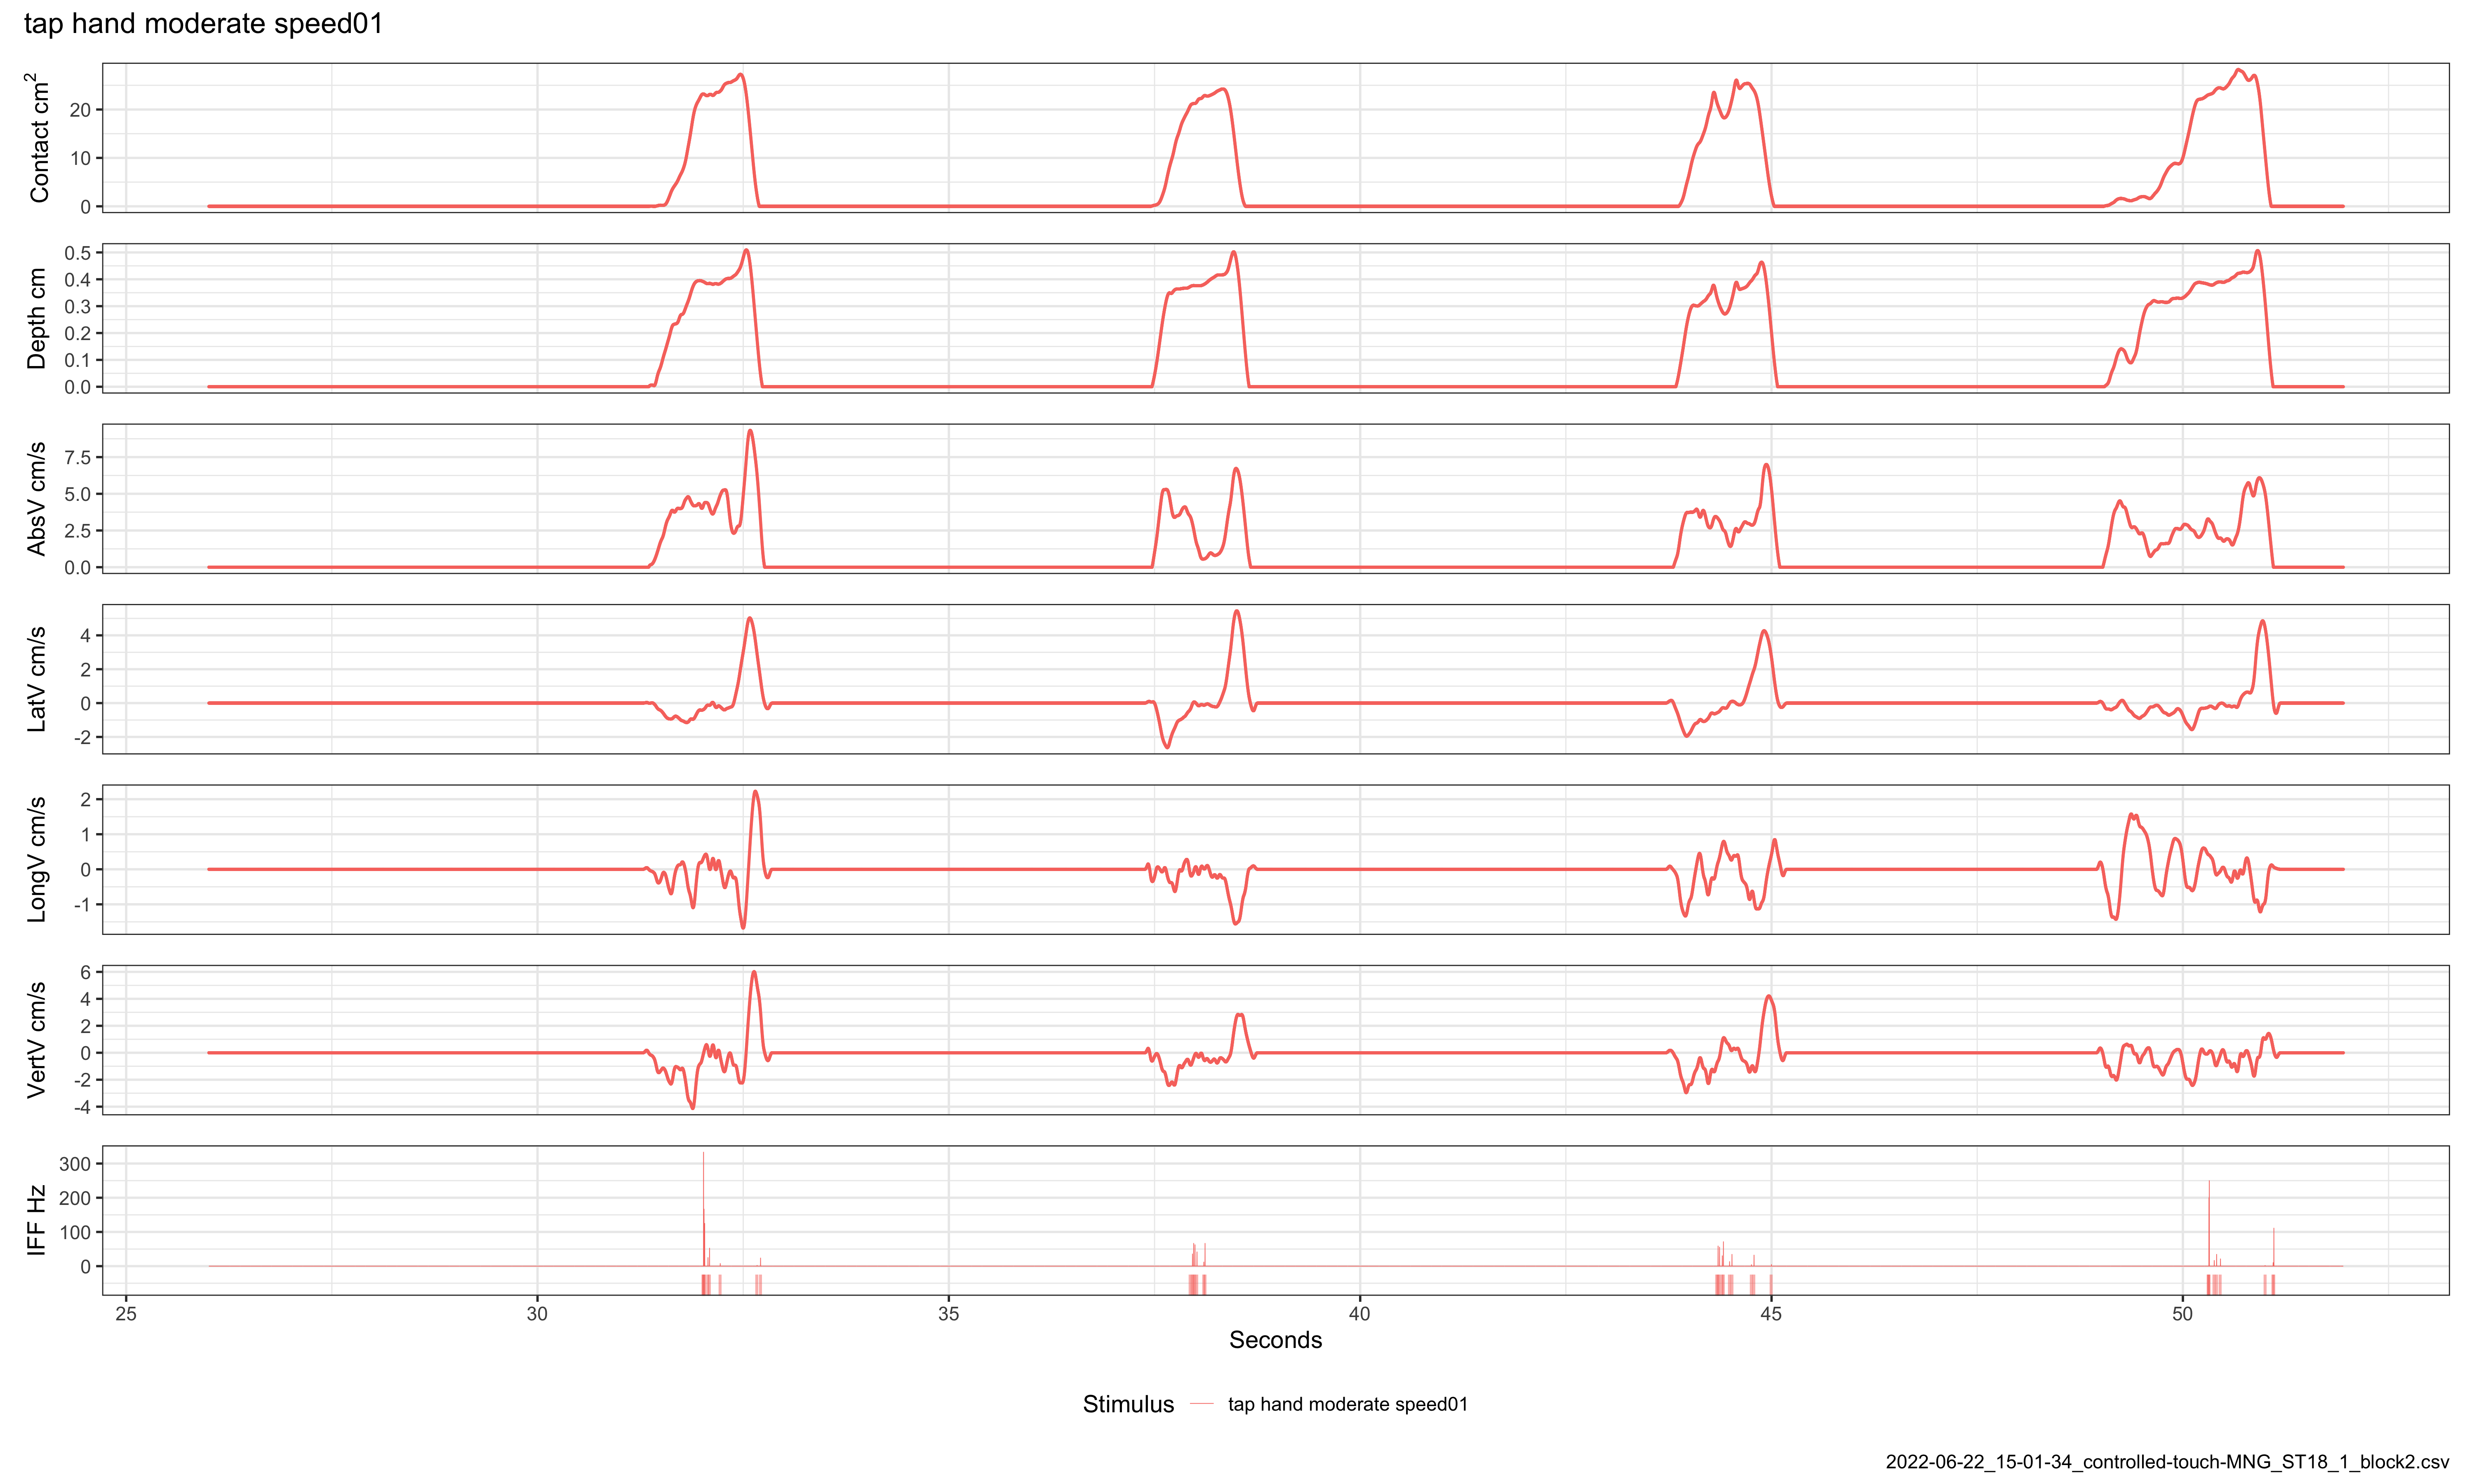 tap hand moderate speed01
Contact cm²
20
10
0
Depth cm
0.5
0.4
0.3
0.2
0.1
0.0
AbsV cm/s
7.5
5.0
2.5
0.0
LatV cm/s
4
2
0
-2
LongV cm/s
2
1
0
-1
VertV cm/s
6
4
2
0
-2
-4
IFF Hz
300
200
100
0
25 30 35 40 45 50
Seconds
Stimulus tap hand moderate speed01
2022-06-22_15-01-34_controlled-touch-MNG_ST18_1_block2.csv